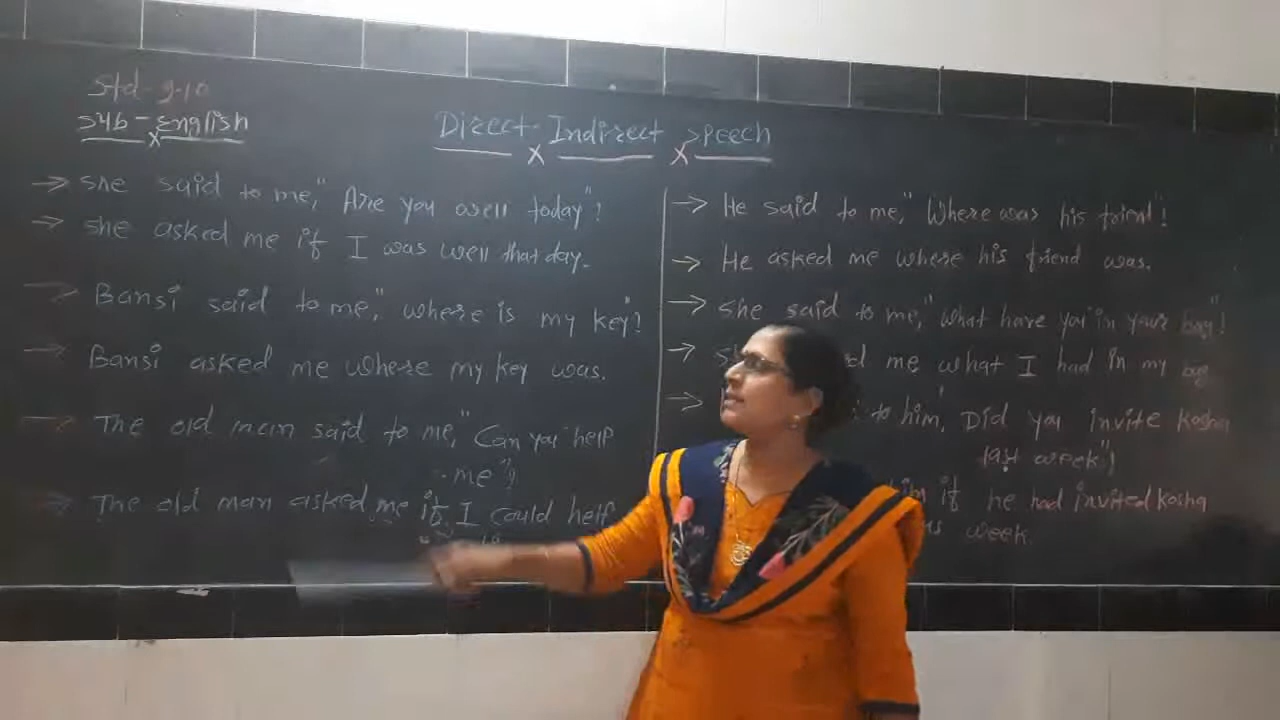 Std-9-10
Sub-English
Direct-Indirect Speech
→ She said to me," Are you well today"?
→ she asked me if I was well that day.
→ Bansi said to me," where is my key"?
→ Bansi asked me where my key was.
→ The old man said to me," Can you help
me"?
→ The old man asked me if I could help
→ He said to me," Where was his friend"?
→ He asked me where his friend was.
→ She said to me," What have you in your bag"?
→ me what I had in my bag.
→ to him, Did you invite Kosha
last week"?
if he had invited Kosha
week.